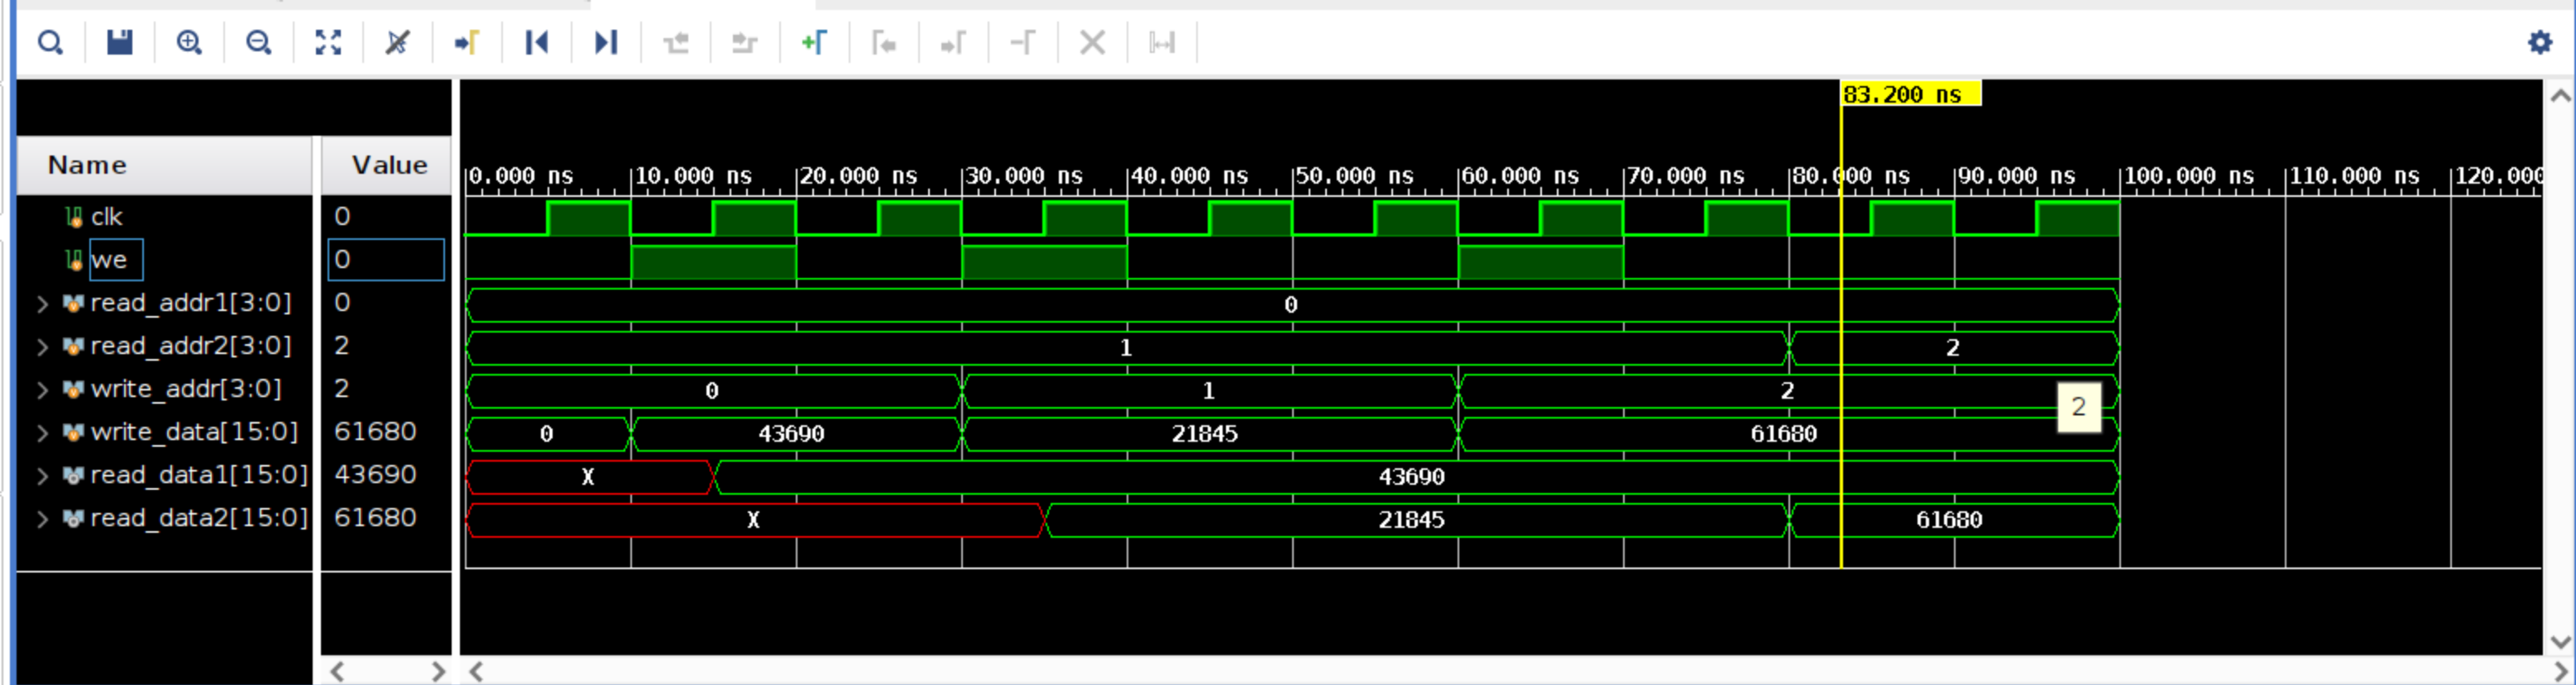 83.200 ns
Name Value
0.000 ns 10.000 ns 20.000 ns 30.000 ns 40.000 ns 50.000 ns 60.000 ns 70.000 ns 80.000 ns 90.000 ns 100.000 ns 110.000 ns 120.000
clk 0
we 0
read_addr1[3:0] 0 0
read_addr2[3:0] 2 1 2
write_addr[3:0] 2 0 1 2
2
write_data[15:0] 61680 0 43690 21845 61680
read_data1[15:0] 43690 X 43690
read_data2[15:0] 61680 X 21845 61680